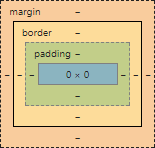 margin –
border –
padding –
– – – 0 × 0 – – –
–
–
–